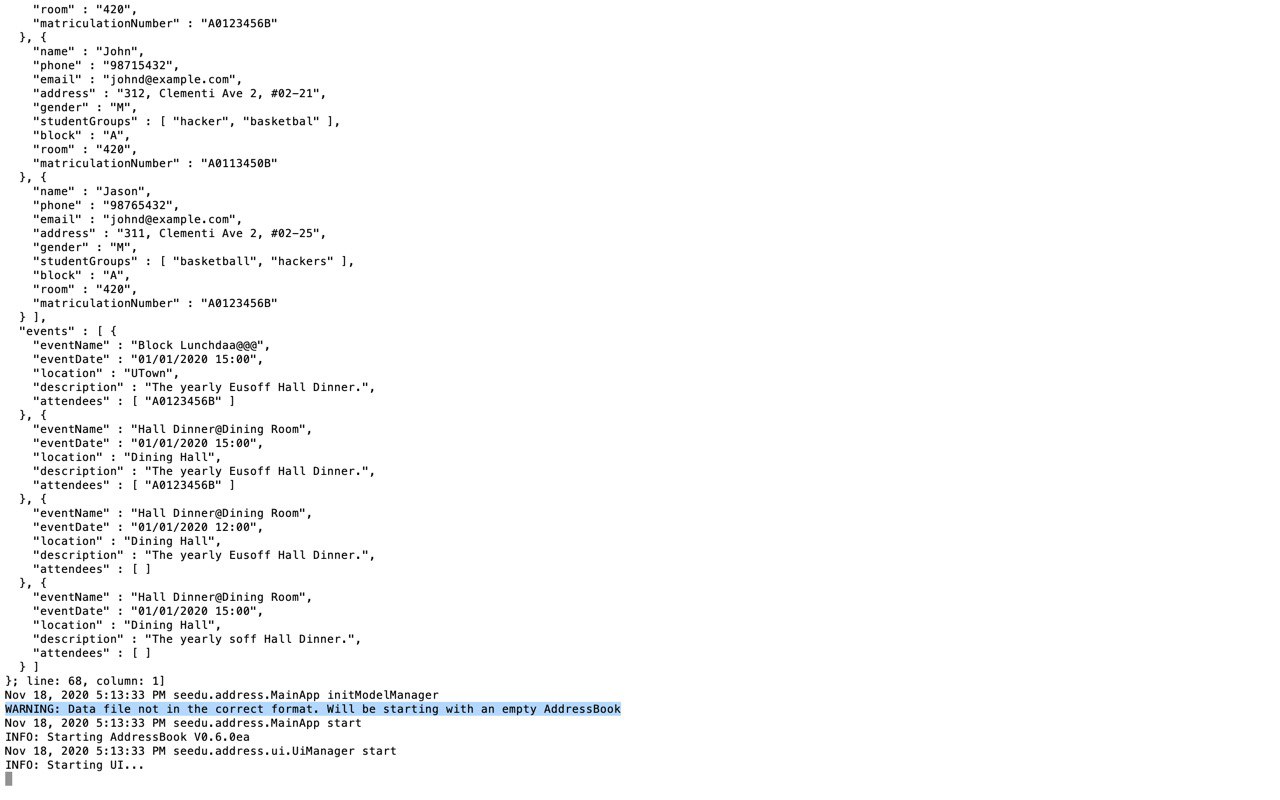 "room" : "420",
"matriculationNumber" : "A0123456B"
}, {
"name" : "John",
"phone" : "98715432",
"email" : "johnd@example.com",
"address" : "312, Clementi Ave 2, #02-21",
"gender" : "M",
"studentGroups" : [ "hacker", "basketbal" ],
"block" : "A",
"room" : "420",
"matriculationNumber" : "A0113450B"
}, {
"name" : "Jason",
"phone" : "98765432",
"email" : "johnd@example.com",
"address" : "311, Clementi Ave 2, #02-25",
"gender" : "M",
"studentGroups" : [ "basketball", "hackers" ],
"block" : "A",
"room" : "420",
"matriculationNumber" : "A0123456B"
} ],
"events" : [ {
"eventName" : "Block Lunchdaa@@@",
"eventDate" : "01/01/2020 15:00",
"location" : "UTown",
"description" : "The yearly Eusoff Hall Dinner.",
"attendees" : [ "A0123456B" ]
}, {
"eventName" : "Hall Dinner@Dining Room",
"eventDate" : "01/01/2020 15:00",
"location" : "Dining Hall",
"description" : "The yearly Eusoff Hall Dinner.",
"attendees" : [ "A0123456B" ]
}, {
"eventName" : "Hall Dinner@Dining Room",
"eventDate" : "01/01/2020 12:00",
"location" : "Dining Hall",
"description" : "The yearly Eusoff Hall Dinner.",
"attendees" : [ ]
}, {
"eventName" : "Hall Dinner@Dining Room",
"eventDate" : "01/01/2020 15:00",
"location" : "Dining Hall",
"description" : "The yearly soff Hall Dinner.",
"attendees" : [ ]
} ]
}; line: 68, column: 1]
Nov 18, 2020 5:13:33 PM seedu.address.MainApp initModelManager
WARNING: Data file not in the correct format. Will be starting with an empty AddressBook
Nov 18, 2020 5:13:33 PM seedu.address.MainApp start
INFO: Starting AddressBook V0.6.0ea
Nov 18, 2020 5:13:33 PM seedu.address.ui.UiManager start
INFO: Starting UI...